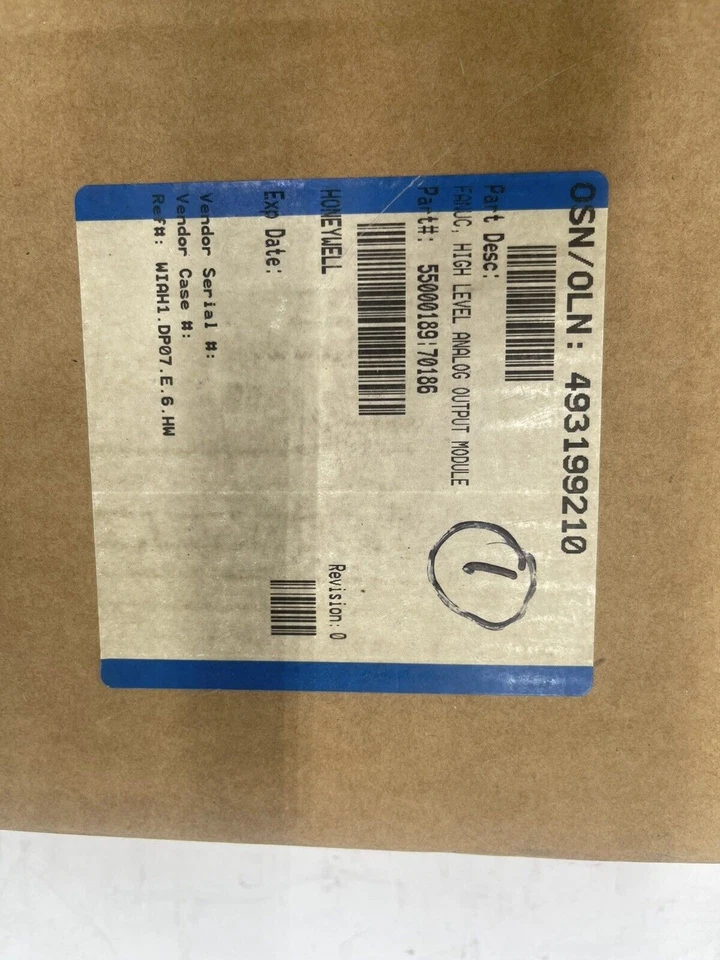 OSN/OLN: 493199210
Part Desc:
FANUC, HIGH LEVEL ANALOG OUTPUT MODULE
Part#: 55000189:70186
HONEYWELL
Revision: 0
Exp Date:
Vendor Serial #:
Vendor Case #:
Ref#: WIAH1.DP07.E.6.HW
1